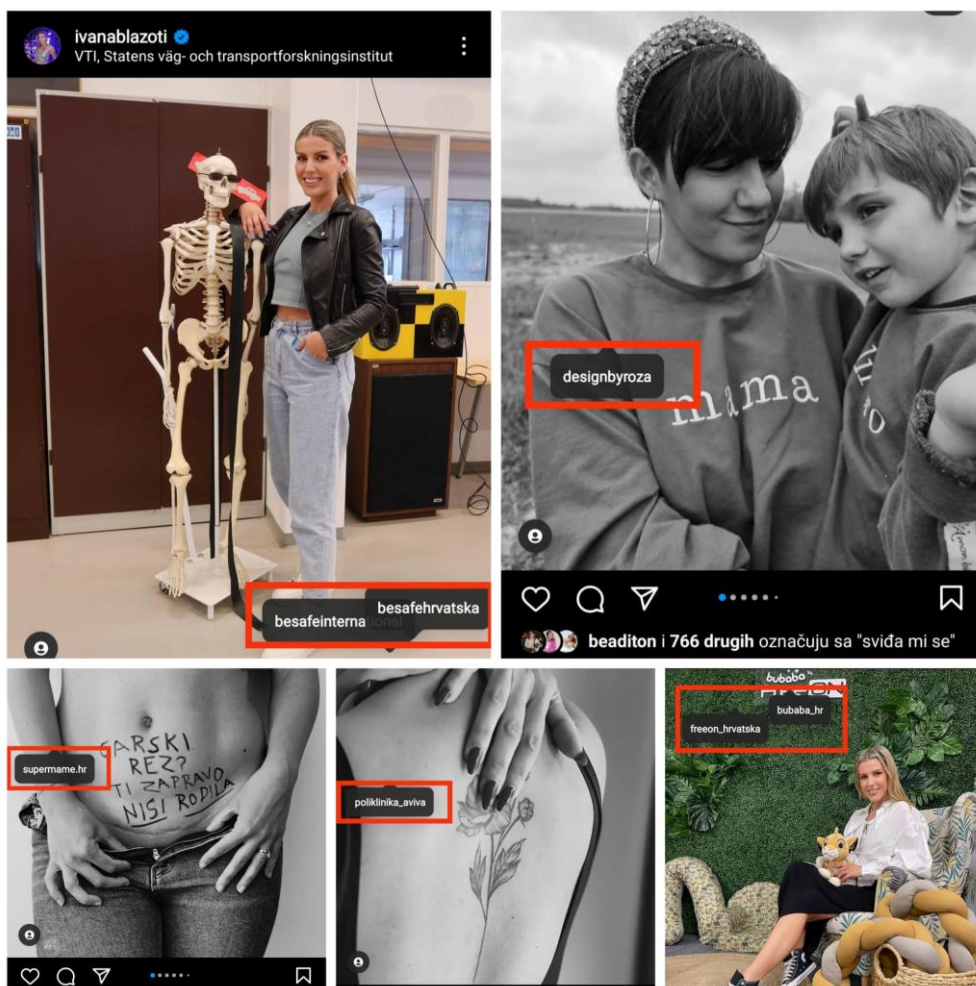 ivanablazoti
VTI, Statens väg- och transportforskningsinstitut
besafeinternational
besafehrvatska
designbyroza
mama
beaditon i 766 drugih označuju sa "sviđa mi se"
supermame.hr
CARSKI
REZ?
TI ZAPRAVO
NISI RODILA
poliklinika_aviva
bubaba
bubaba_hr
freeon_hrvatska